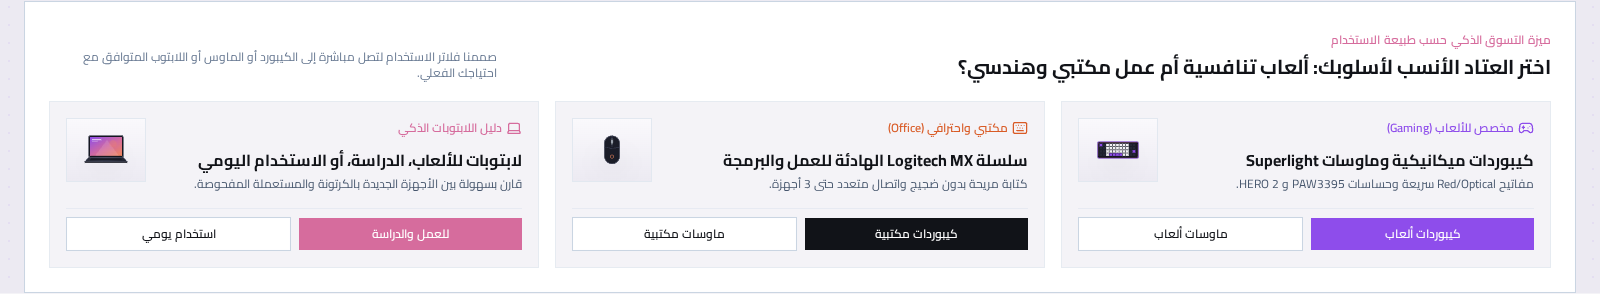 ميزة التسوق الذكي حسب طبيعة الاستخدام
اختر العتاد الأنسب لأسلوبك: ألعاب تنافسية أم عمل مكتبي وهندسي؟
صممنا فلاتر الاستخدام لتصل مباشرة إلى الكيبورد أو الماوس أو اللابتوب المتوافق مع
احتياجك الفعلي.
مخصص للألعاب (Gaming)
كيبوردات ميكانيكية وماوسات Superlight
مفاتيح Red/Optical سريعة وحساسات PAW3395 و HERO 2.
كيبوردات ألعاب
ماوسات ألعاب
مكتبي واحترافي (Office)
سلسلة Logitech MX الهادئة للعمل والبرمجة
كتابة مريحة بدون ضجيج واتصال متعدد حتى 3 أجهزة.
كيبوردات مكتبية
ماوسات مكتبية
دليل اللابتوبات الذكي
لابتوبات للألعاب، الدراسة، أو الاستخدام اليومي
قارن بسهولة بين الأجهزة الجديدة بالكرتونة والمستعملة المفحوصة.
للعمل والدراسة
استخدام يومي